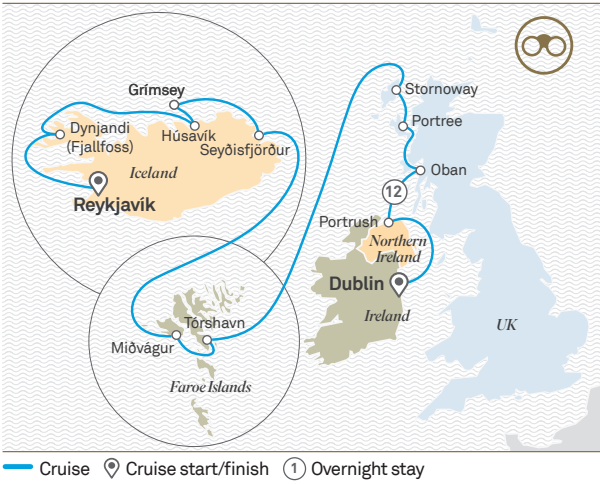 Grímsey
Stornoway
Dynjandi
(Fjallfoss)
Húsavík
Portree
Seyðisfjörður
Iceland
Oban
Reykjavík
12
Portrush
Northern
Ireland
Dublin
Tórshavn
Ireland
UK
Miðvágur
Faroe Islands
Cruise
Cruise start/finish
1 Overnight stay